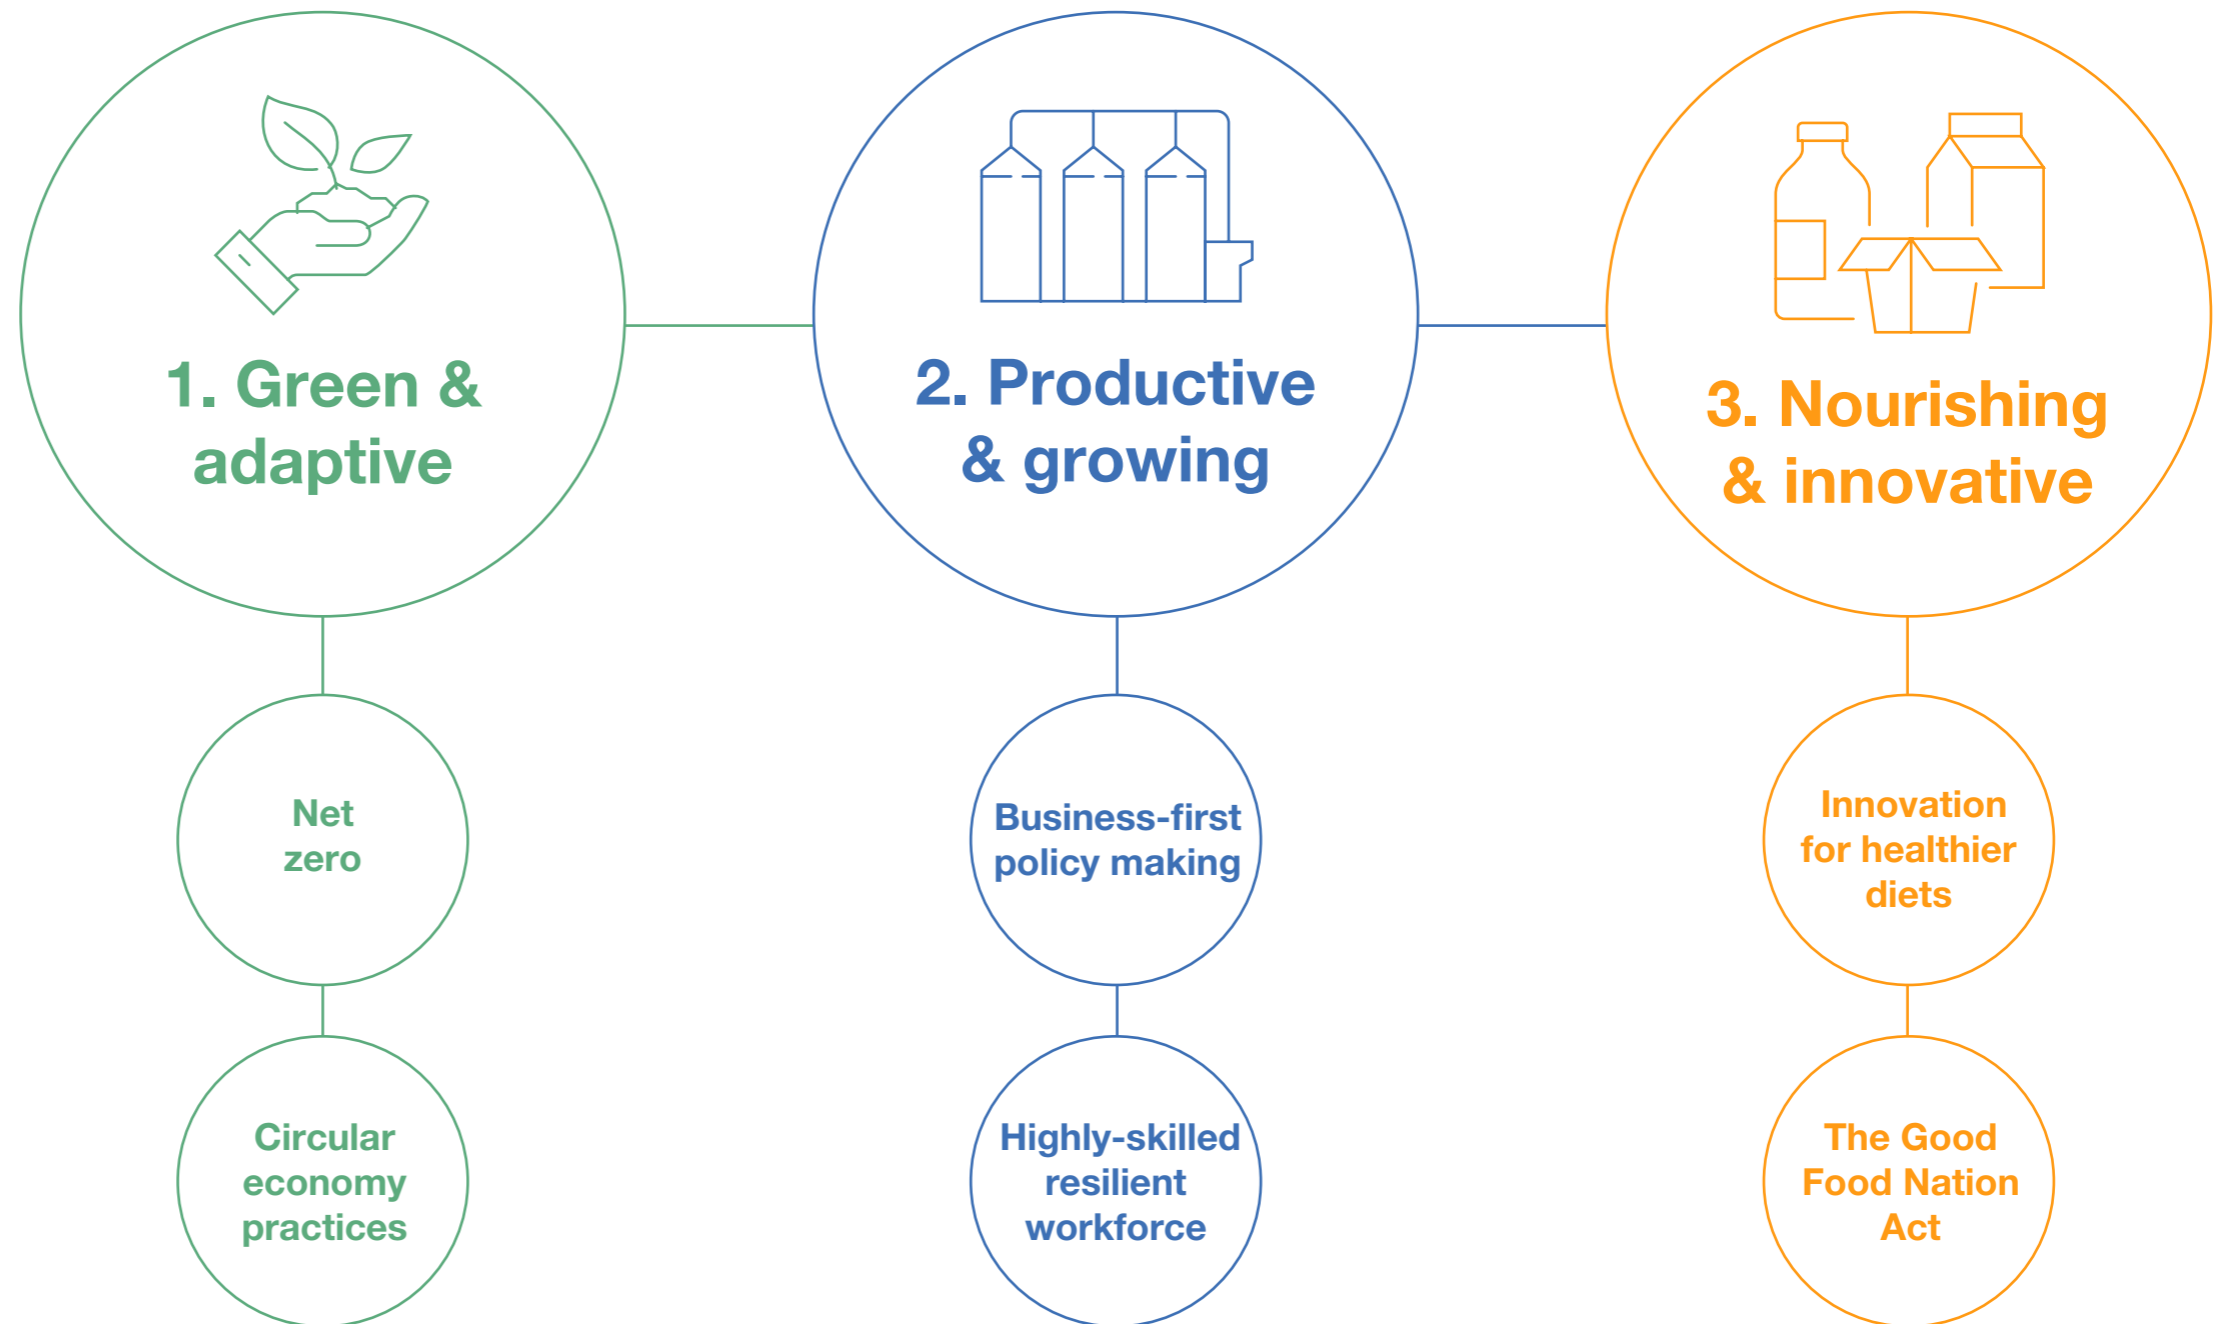 1. Green &
adaptive
2. Productive
& growing
3. Nourishing
& innovative
Net
zero
Business-first
policy making
Innovation
for healthier
diets
Circular
economy
practices
Highly-skilled
resilient
workforce
The Good
Food Nation
Act